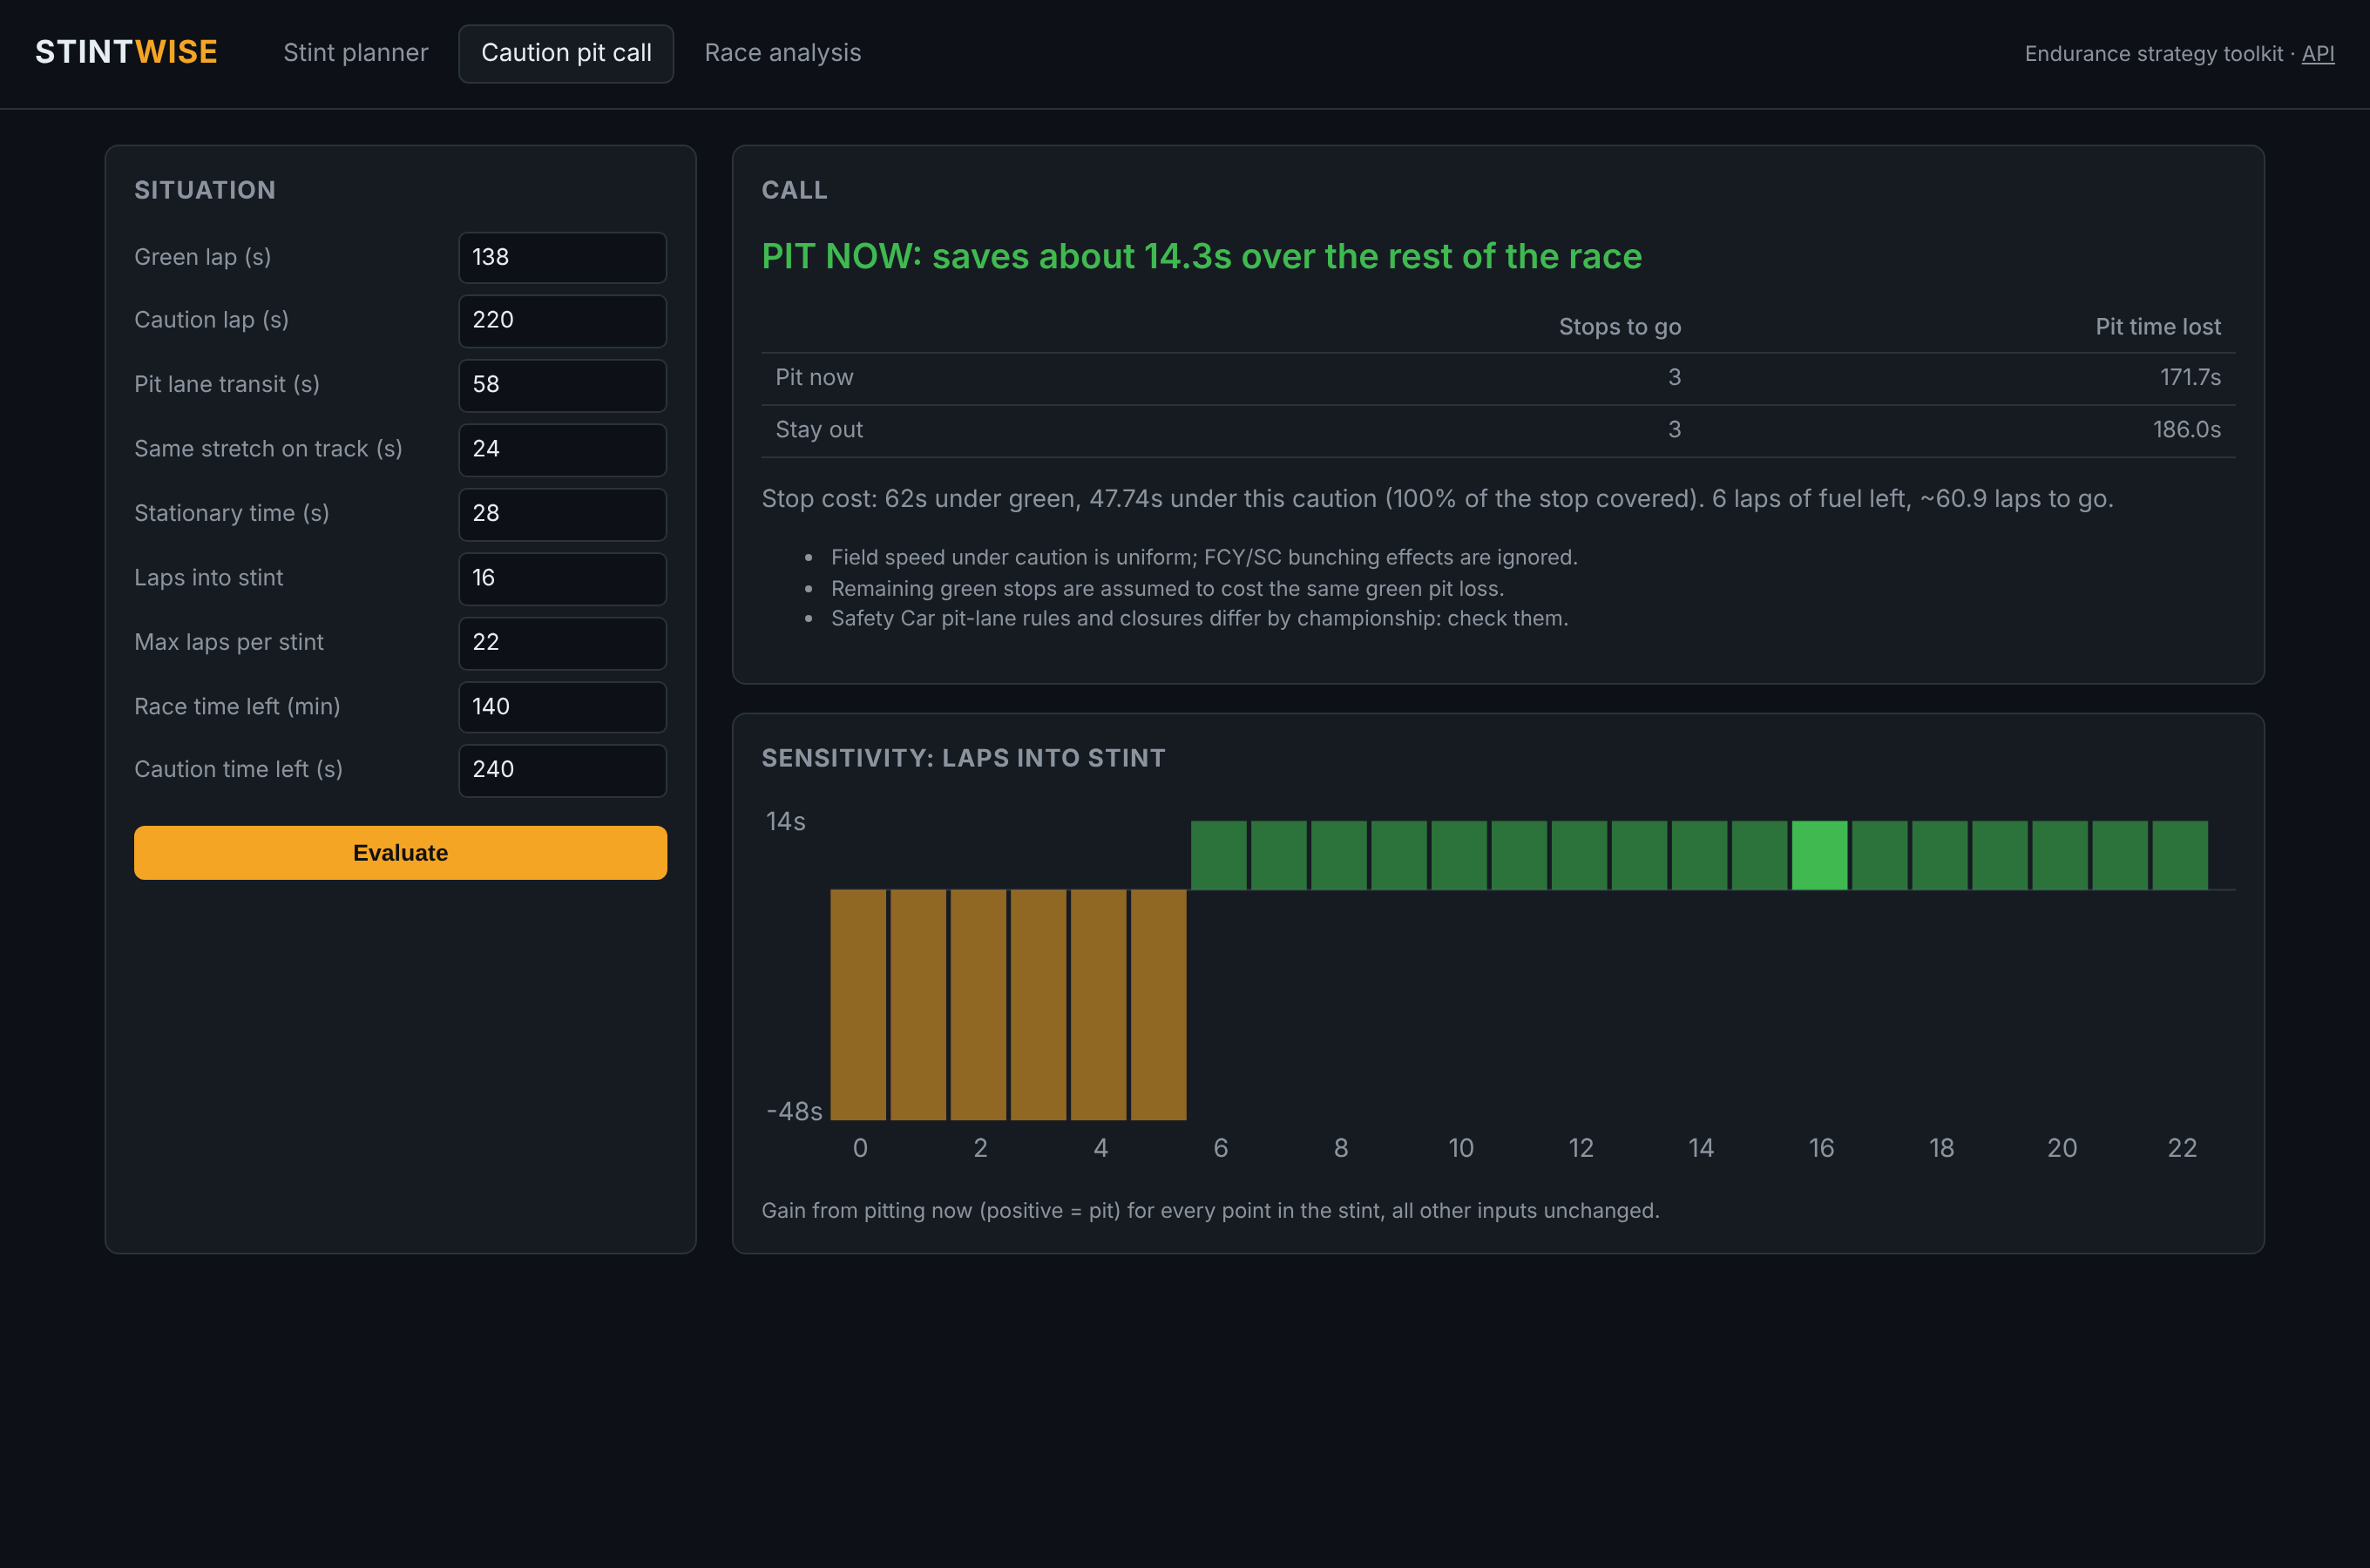 STINTWISE
Stint planner
Caution pit call
Race analysis
Endurance strategy toolkit · API
SITUATION
Green lap (s) 138
Caution lap (s) 220
Pit lane transit (s) 58
Same stretch on track (s) 24
Stationary time (s) 28
Laps into stint 16
Max laps per stint 22
Race time left (min) 140
Caution time left (s) 240
Evaluate
CALL
PIT NOW: saves about 14.3s over the rest of the race
Stops to go Pit time lost
Pit now 3 171.7s
Stay out 3 186.0s
Stop cost: 62s under green, 47.74s under this caution (100% of the stop covered). 6 laps of fuel left, ~60.9 laps to go.
• Field speed under caution is uniform; FCY/SC bunching effects are ignored.
• Remaining green stops are assumed to cost the same green pit loss.
• Safety Car pit-lane rules and closures differ by championship: check them.
SENSITIVITY: LAPS INTO STINT
14s
-48s
0 2 4 6 8 10 12 14 16 18 20 22
Gain from pitting now (positive = pit) for every point in the stint, all other inputs unchanged.